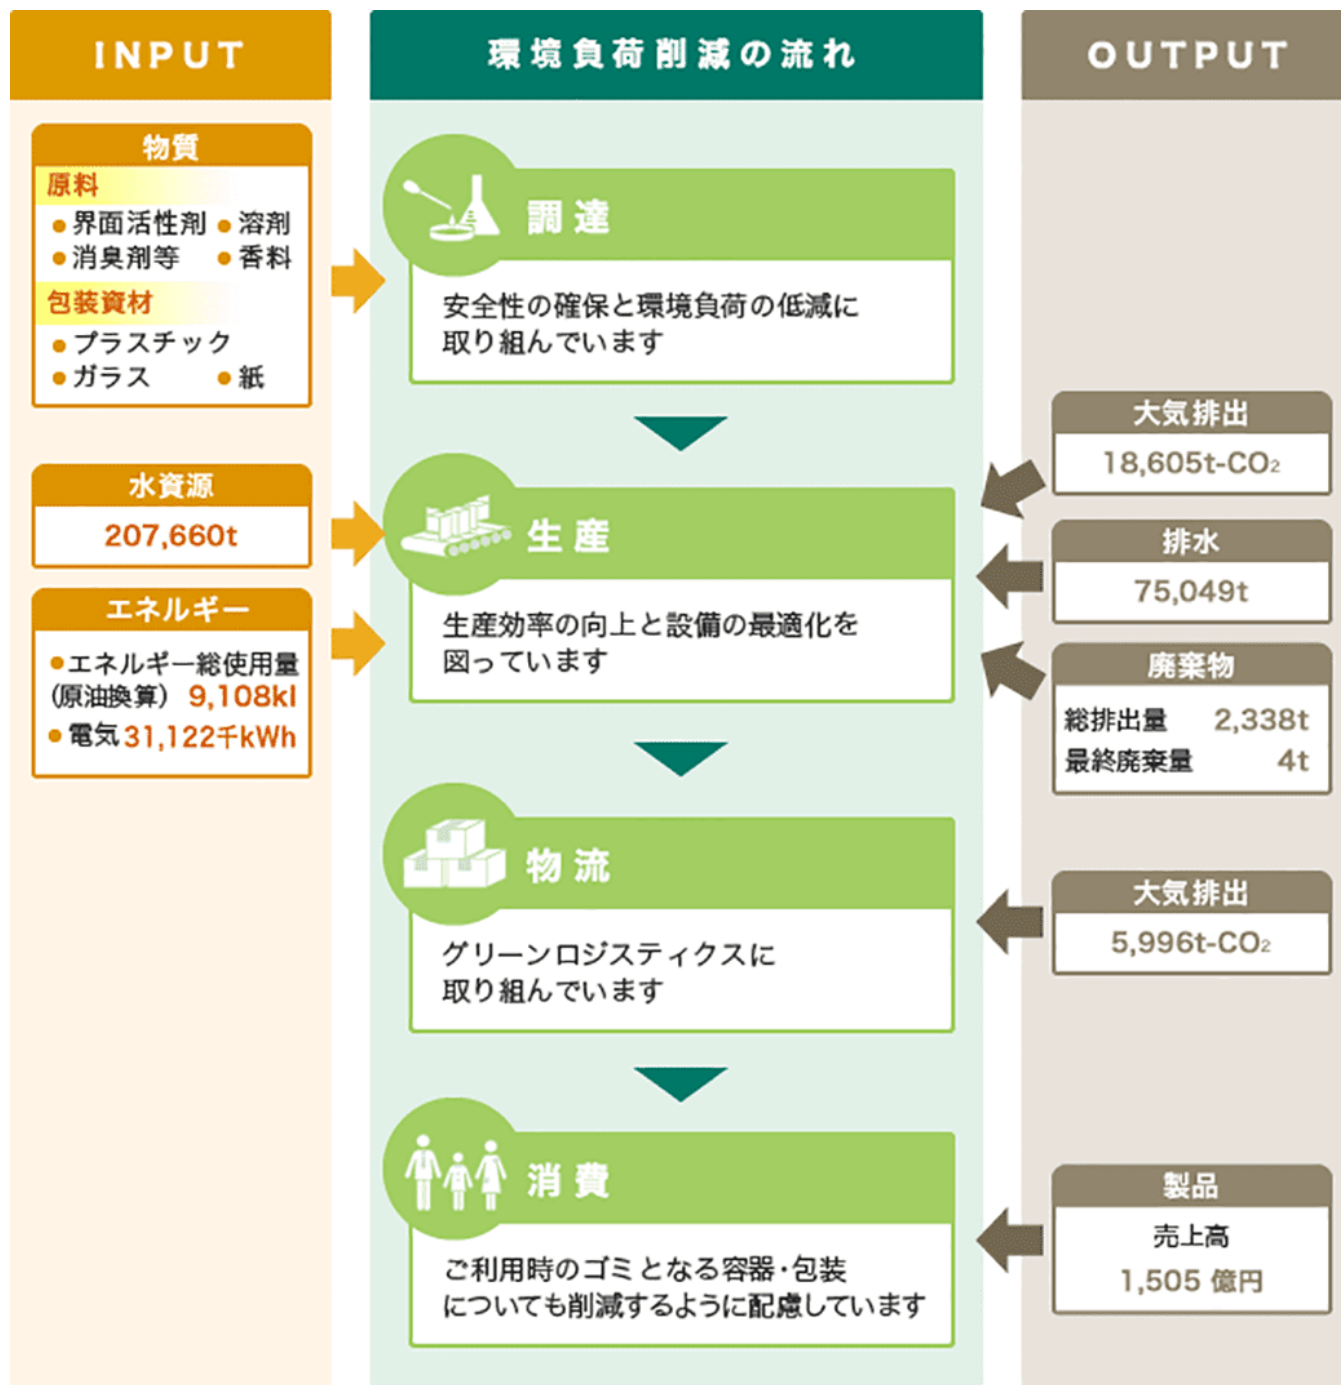 INPUT
物質
原料
● 界面活性剤 ● 溶剤
● 消臭剤等 ● 香料
包装資材
● プラスチック
● ガラス ● 紙
水資源
207,660t
エネルギー
● エネルギー総使用量
(原油換算) 9,108kl
● 電気 31,122千kWh
環境負荷削減の流れ
調達
安全性の確保と環境負荷の低減に
取り組んでいます
生産
生産効率の向上と設備の最適化を
図っています
物流
グリーンロジスティクスに
取り組んでいます
消費
ご利用時のゴミとなる容器・包装
についても削減するように配慮しています
OUTPUT
大気排出
18,605t-CO₂
排水
75,049t
廃棄物
総排出量 2,338t
最終廃棄量 4t
大気排出
5,996t-CO₂
製品
売上高
1,505 億円